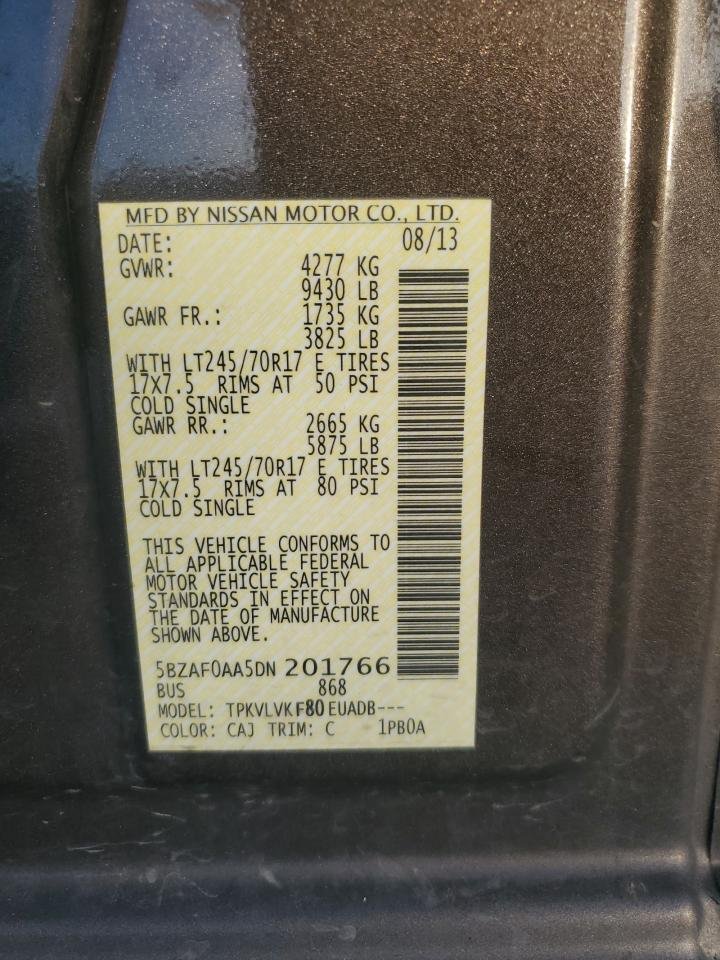 MFD BY NISSAN MOTOR CO., LTD.
DATE: 08/13
GVWR: 4277 KG
9430 LB
GAWR FR.: 1735 KG
3825 LB
WITH LT245/70R17 E TIRES
17X7.5 RIMS AT 50 PSI
COLD SINGLE
GAWR RR.: 2665 KG
5875 LB
WITH LT245/70R17 E TIRES
17X7.5 RIMS AT 80 PSI
COLD SINGLE
THIS VEHICLE CONFORMS TO
ALL APPLICABLE FEDERAL
MOTOR VEHICLE SAFETY
STANDARDS IN EFFECT ON
THE DATE OF MANUFACTURE
SHOWN ABOVE.
5BZAF0AA5DN 201766
BUS 868
MODEL: TPKVLVKF80EUADB---
COLOR: CAJ TRIM: C 1PB0A